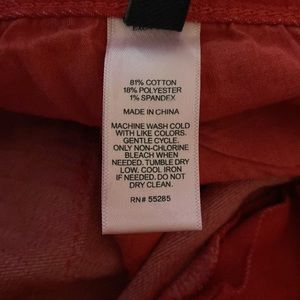 81% COTTON
18% POLYESTER
1% SPANDEX
MADE IN CHINA
MACHINE WASH COLD
WITH LIKE COLORS.
GENTLE CYCLE.
ONLY NON-CHLORINE
BLEACH WHEN
NEEDED. TUMBLE DRY
LOW. COOL IRON
IF NEEDED. DO NOT
DRY CLEAN.
RN# 55285